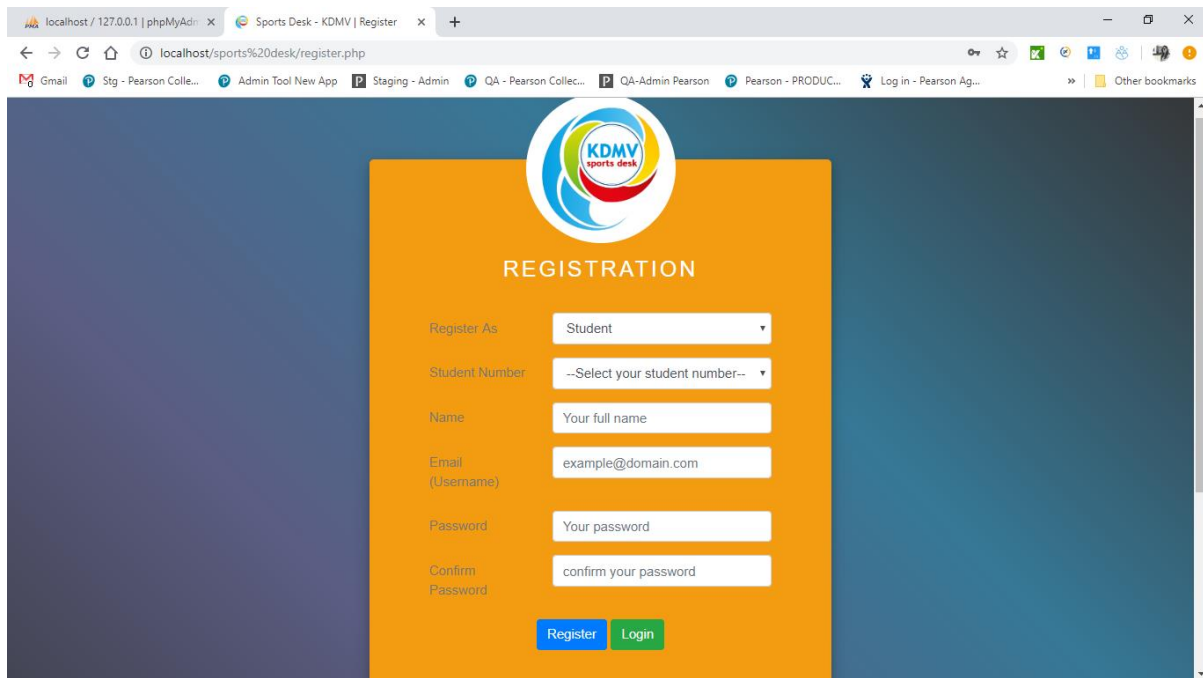 localhost / 127.0.0.1 | phpMyAdn
Sports Desk - KDMV | Register
localhost/sports%20desk/register.php
Gmail
Stg - Pearson Colle...
Admin Tool New App
Staging - Admin
QA - Pearson Collec...
QA-Admin Pearson
Pearson - PRODUC...
Log in - Pearson Ag...
Other bookmarks
KDMV
sports desk
REGISTRATION
Register As
Student
Student Number
--Select your student number--
Name
Your full name
Email
(Username)
example@domain.com
Password
Your password
Confirm
Password
confirm your password
Register Login